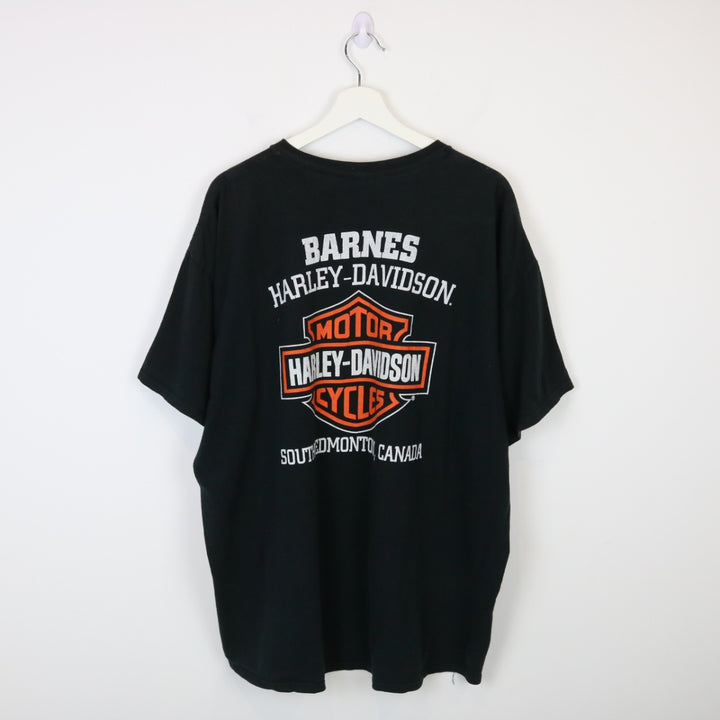 BARNES
HARLEY-DAVIDSON.
MOTOR
HARLEY-DAVIDSON
CYCLES
®
SOUTH EDMONTON, CANADA